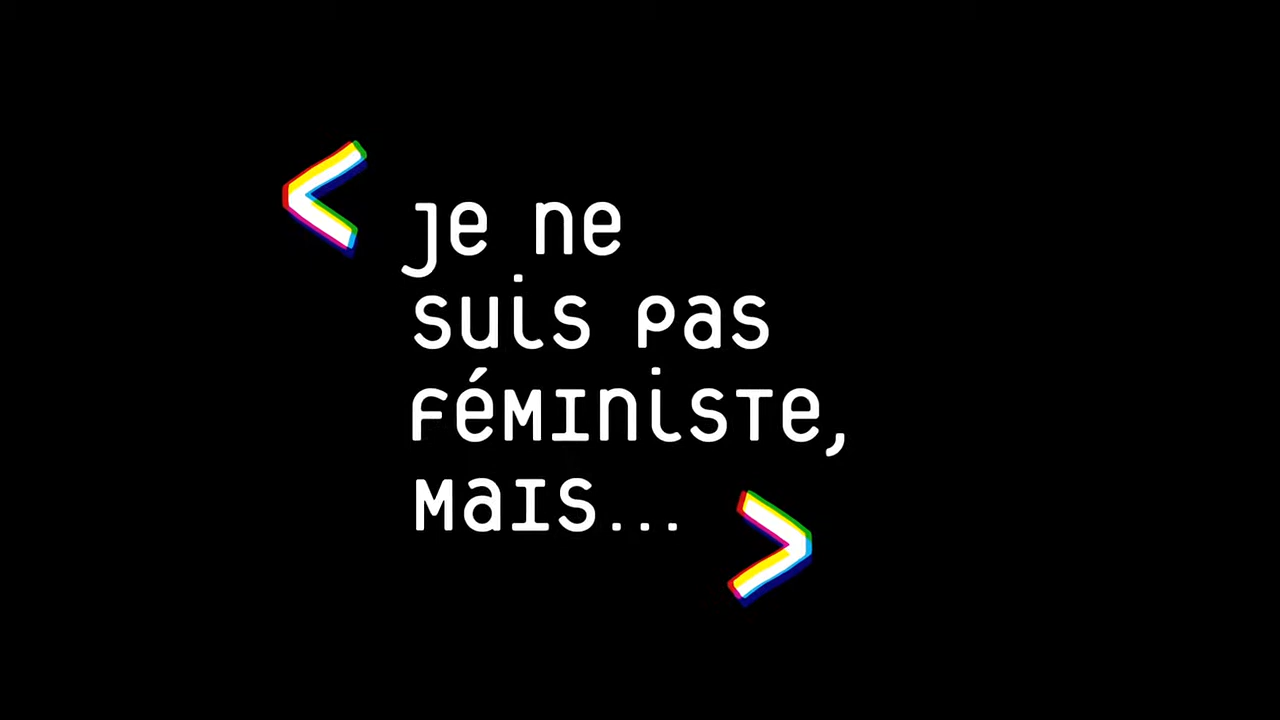 < je ne
suis pas
féministe,
mais... >